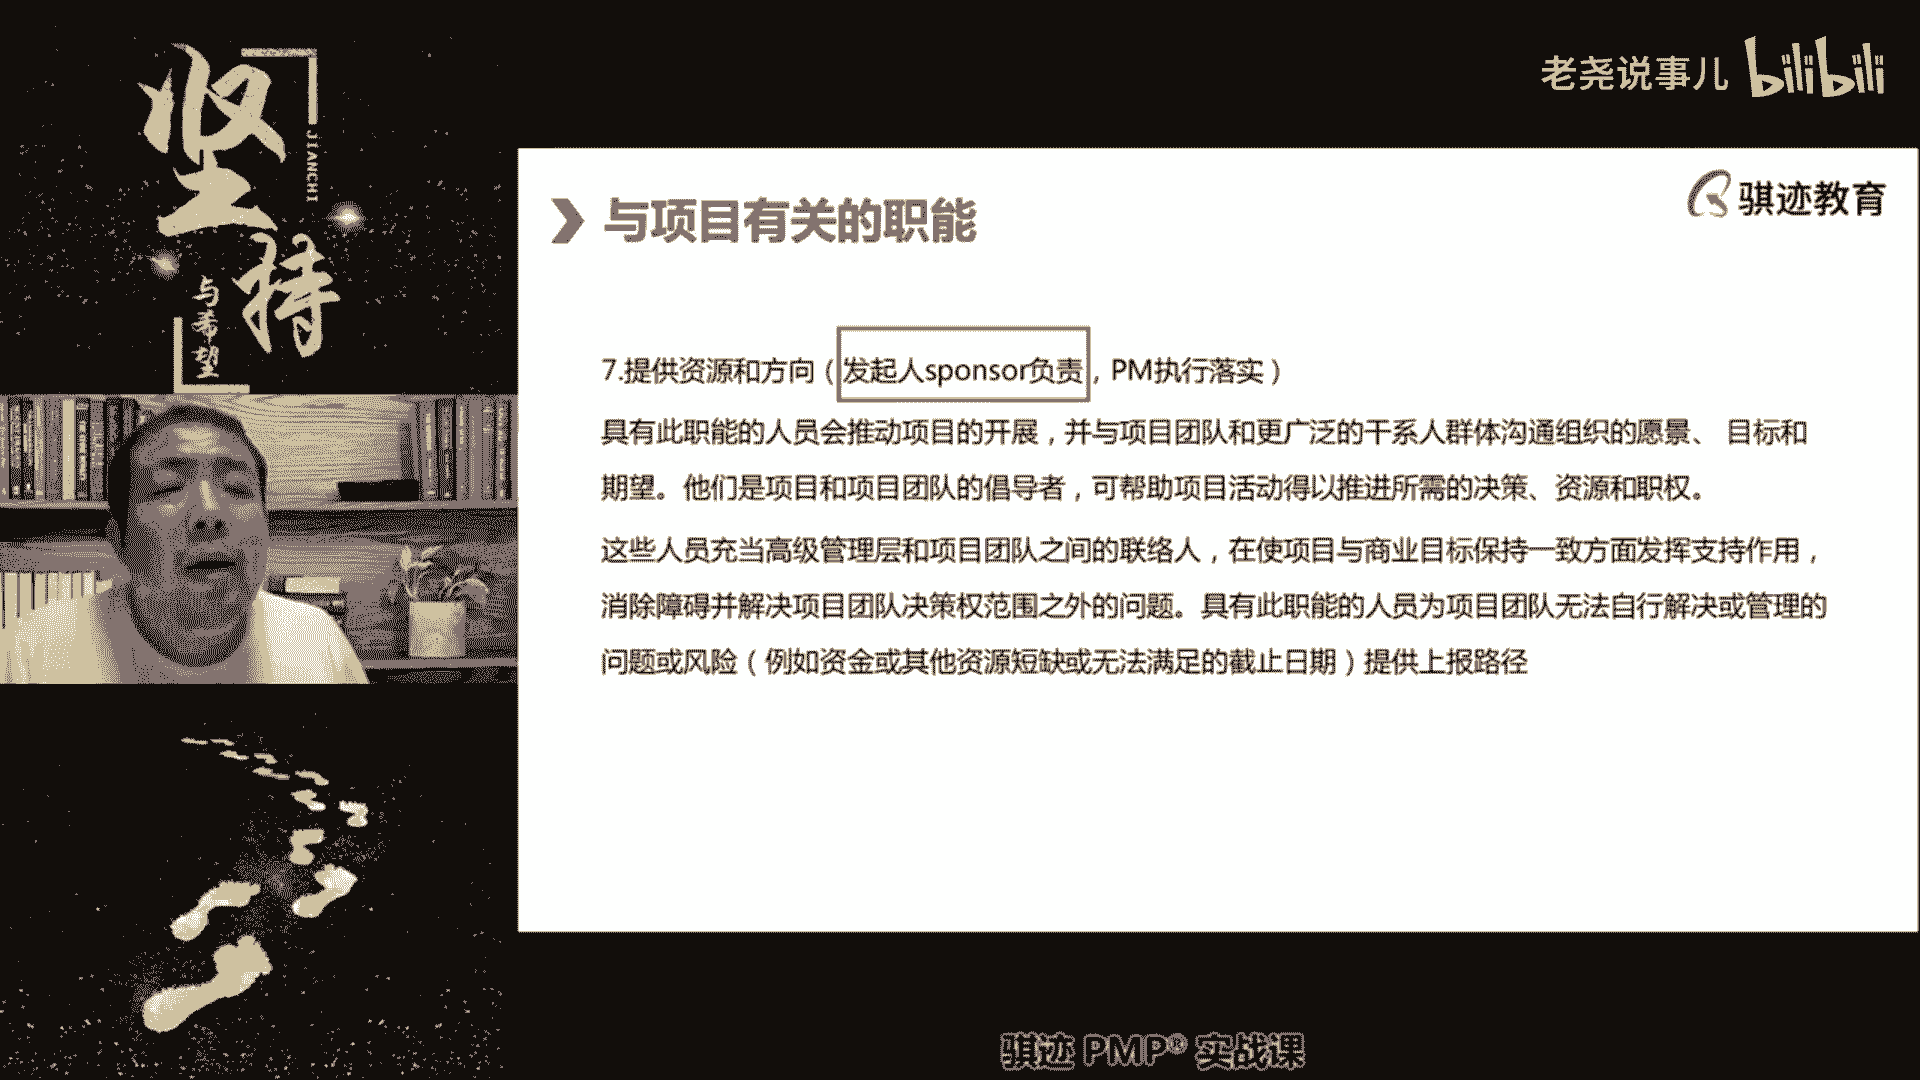 坚持
JIANCHI
与希望
老尧说事儿 bilibili
骐迹教育
与项目有关的职能
7.提供资源和方向（发起人sponsor负责，PM执行落实）
具有此职能的人员会推动项目的开展，并与项目团队和更广泛的干系人群体沟通组织的愿景、 目标和
期望。他们是项目和项目团队的倡导者，可帮助项目活动得以推进所需的决策、资源和职权。
这些人员充当高级管理层和项目团队之间的联络人，在使项目与商业目标保持一致方面发挥支持作用，
消除障碍并解决项目团队决策权范围之外的问题。具有此职能的人员为项目团队无法自行解决或管理的
问题或风险（例如资金或其他资源短缺或无法满足的截止日期）提供上报路径
骐迹 PMP® 实战课